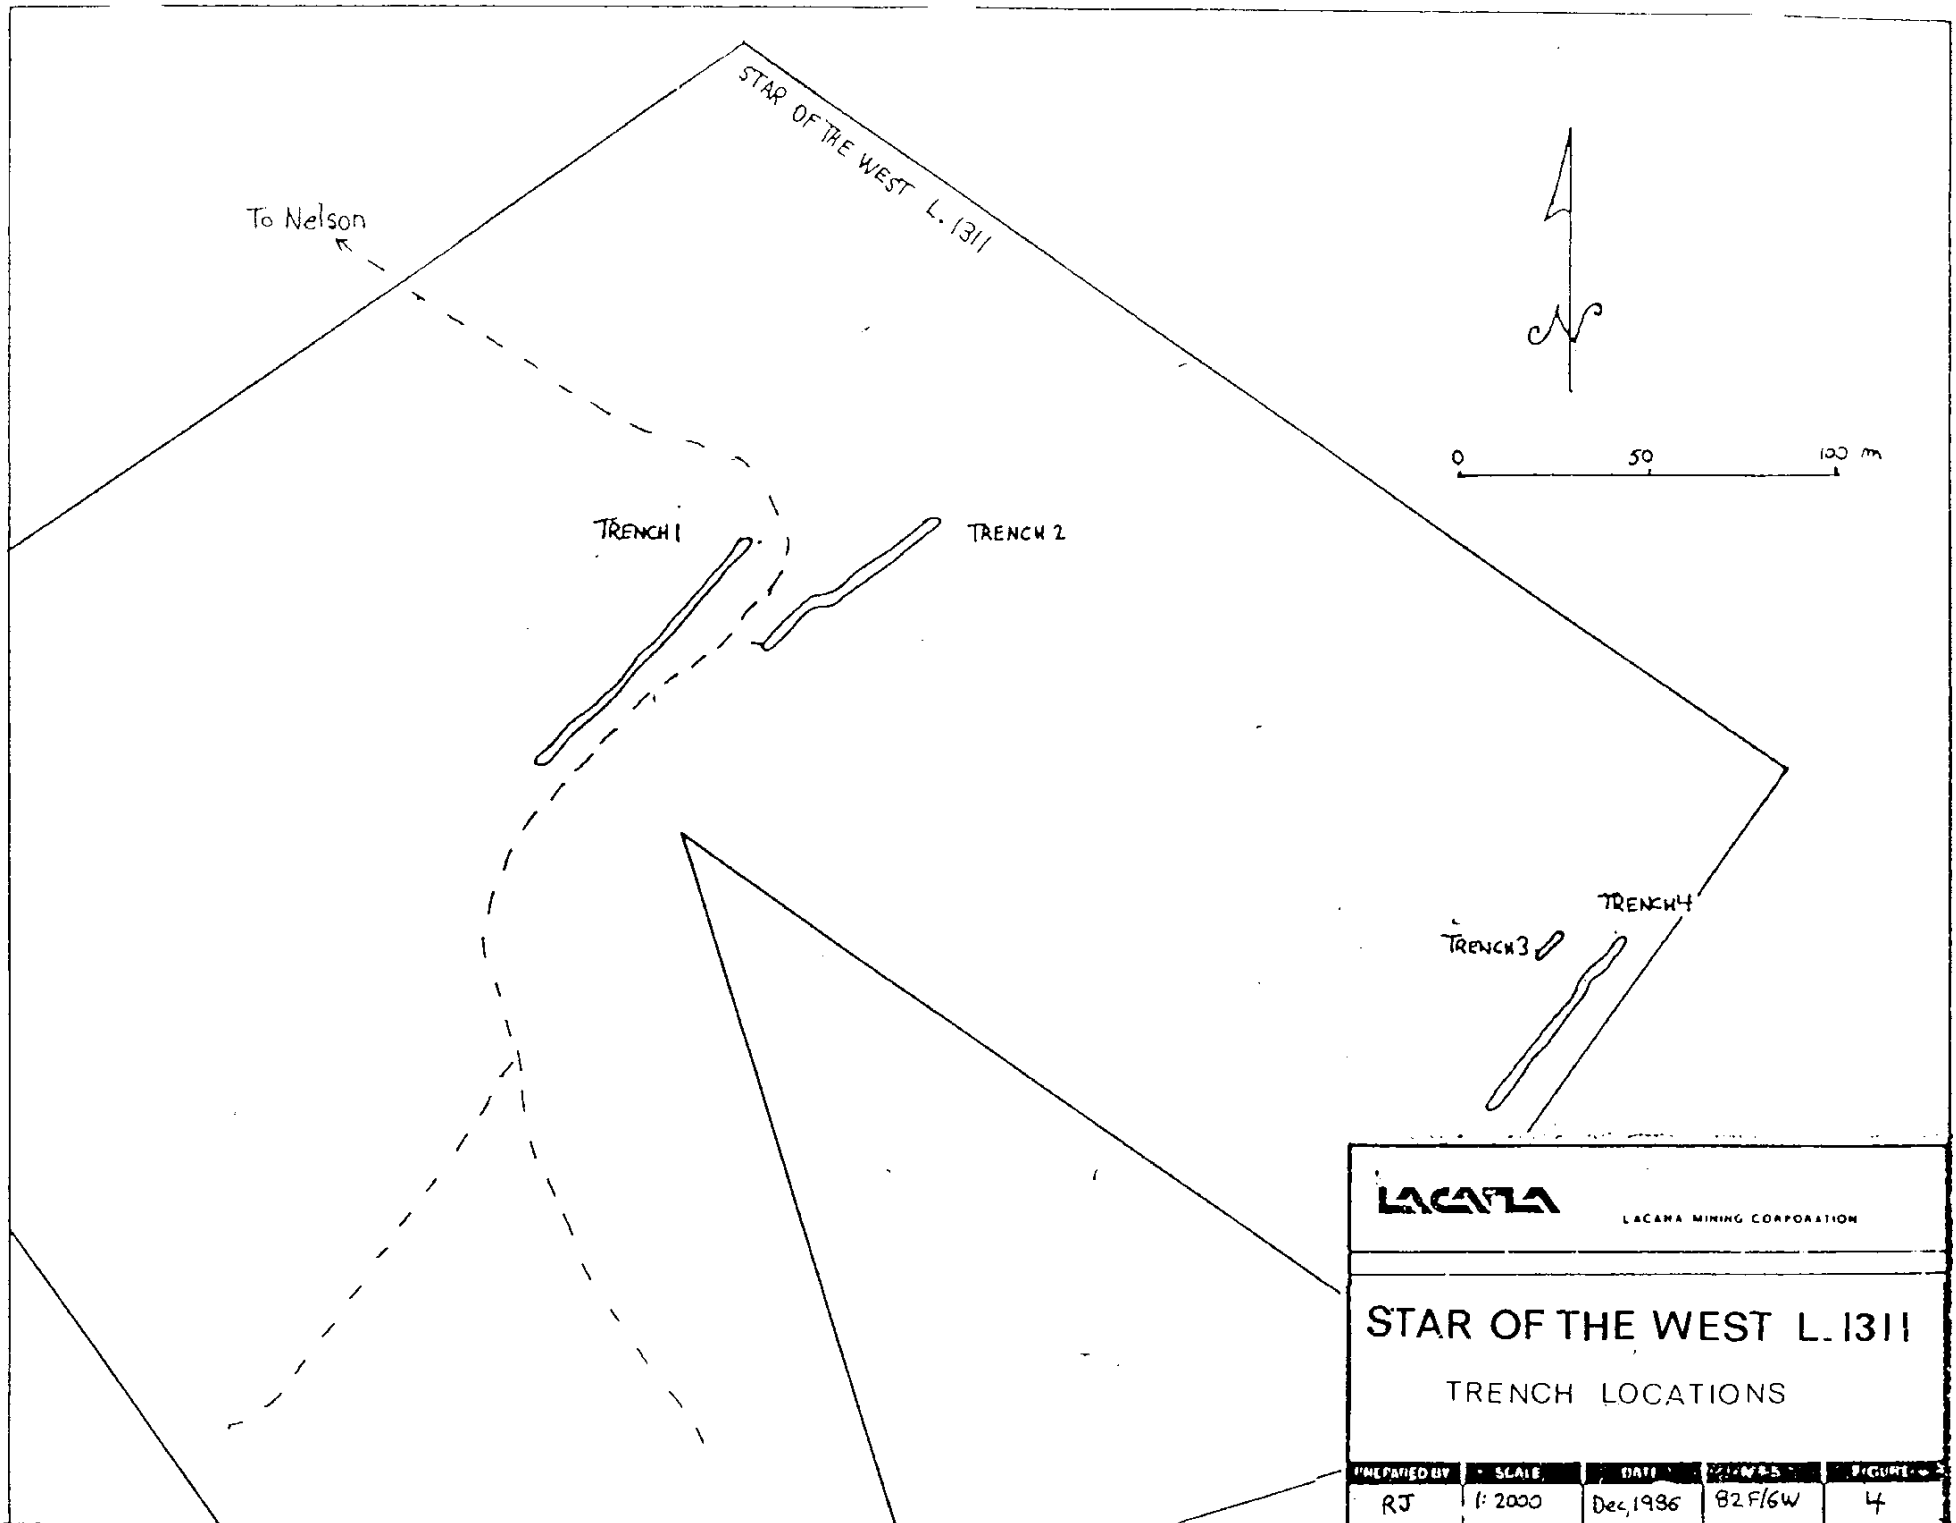 STAR OF THE WEST L. 1311
To Nelson
N
0 50 100 m
TRENCH 1
TRENCH 2
TRENCH 4
TRENCH 3
LACANA
LACANA MINING CORPORATION
STAR OF THE WEST L. 1311
TRENCH LOCATIONS
PREPARED BY SCALE DATE N.T.S. FIGURE
RJ 1:2000 Dec, 1986 82F/6W 4